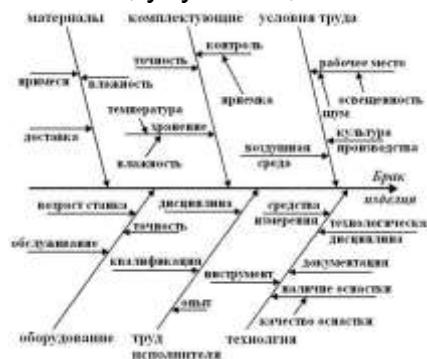 материалы
комплектующие
условия труда
контроль
точность
рабочее место
примеси
влажность
освещенность
приемка
шум
температура
хранение
культура
производства
доставка
влажность
воздушная
среда
Брак
изделия
возраст станка
дисциплина
средства
измерения
точность
технологическая
дисциплина
обслуживание
квалификация
документация
инструмент
наличие оснастки
опыт
качество оснастки
оборудование
труд
исполнителя
технолгия